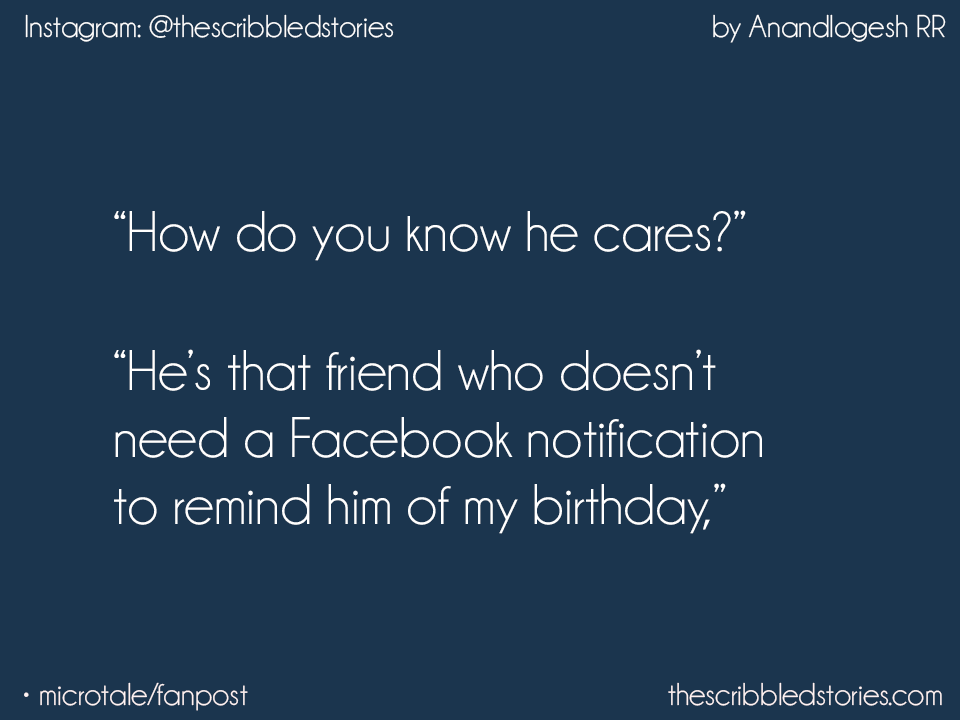 Instagram: @thescribbledstories
by Anandlogesh RR
“How do you know he cares?”
“He’s that friend who doesn’t
need a Facebook notification
to remind him of my birthday,”
• microtale/fanpost
thescribbledstories.com